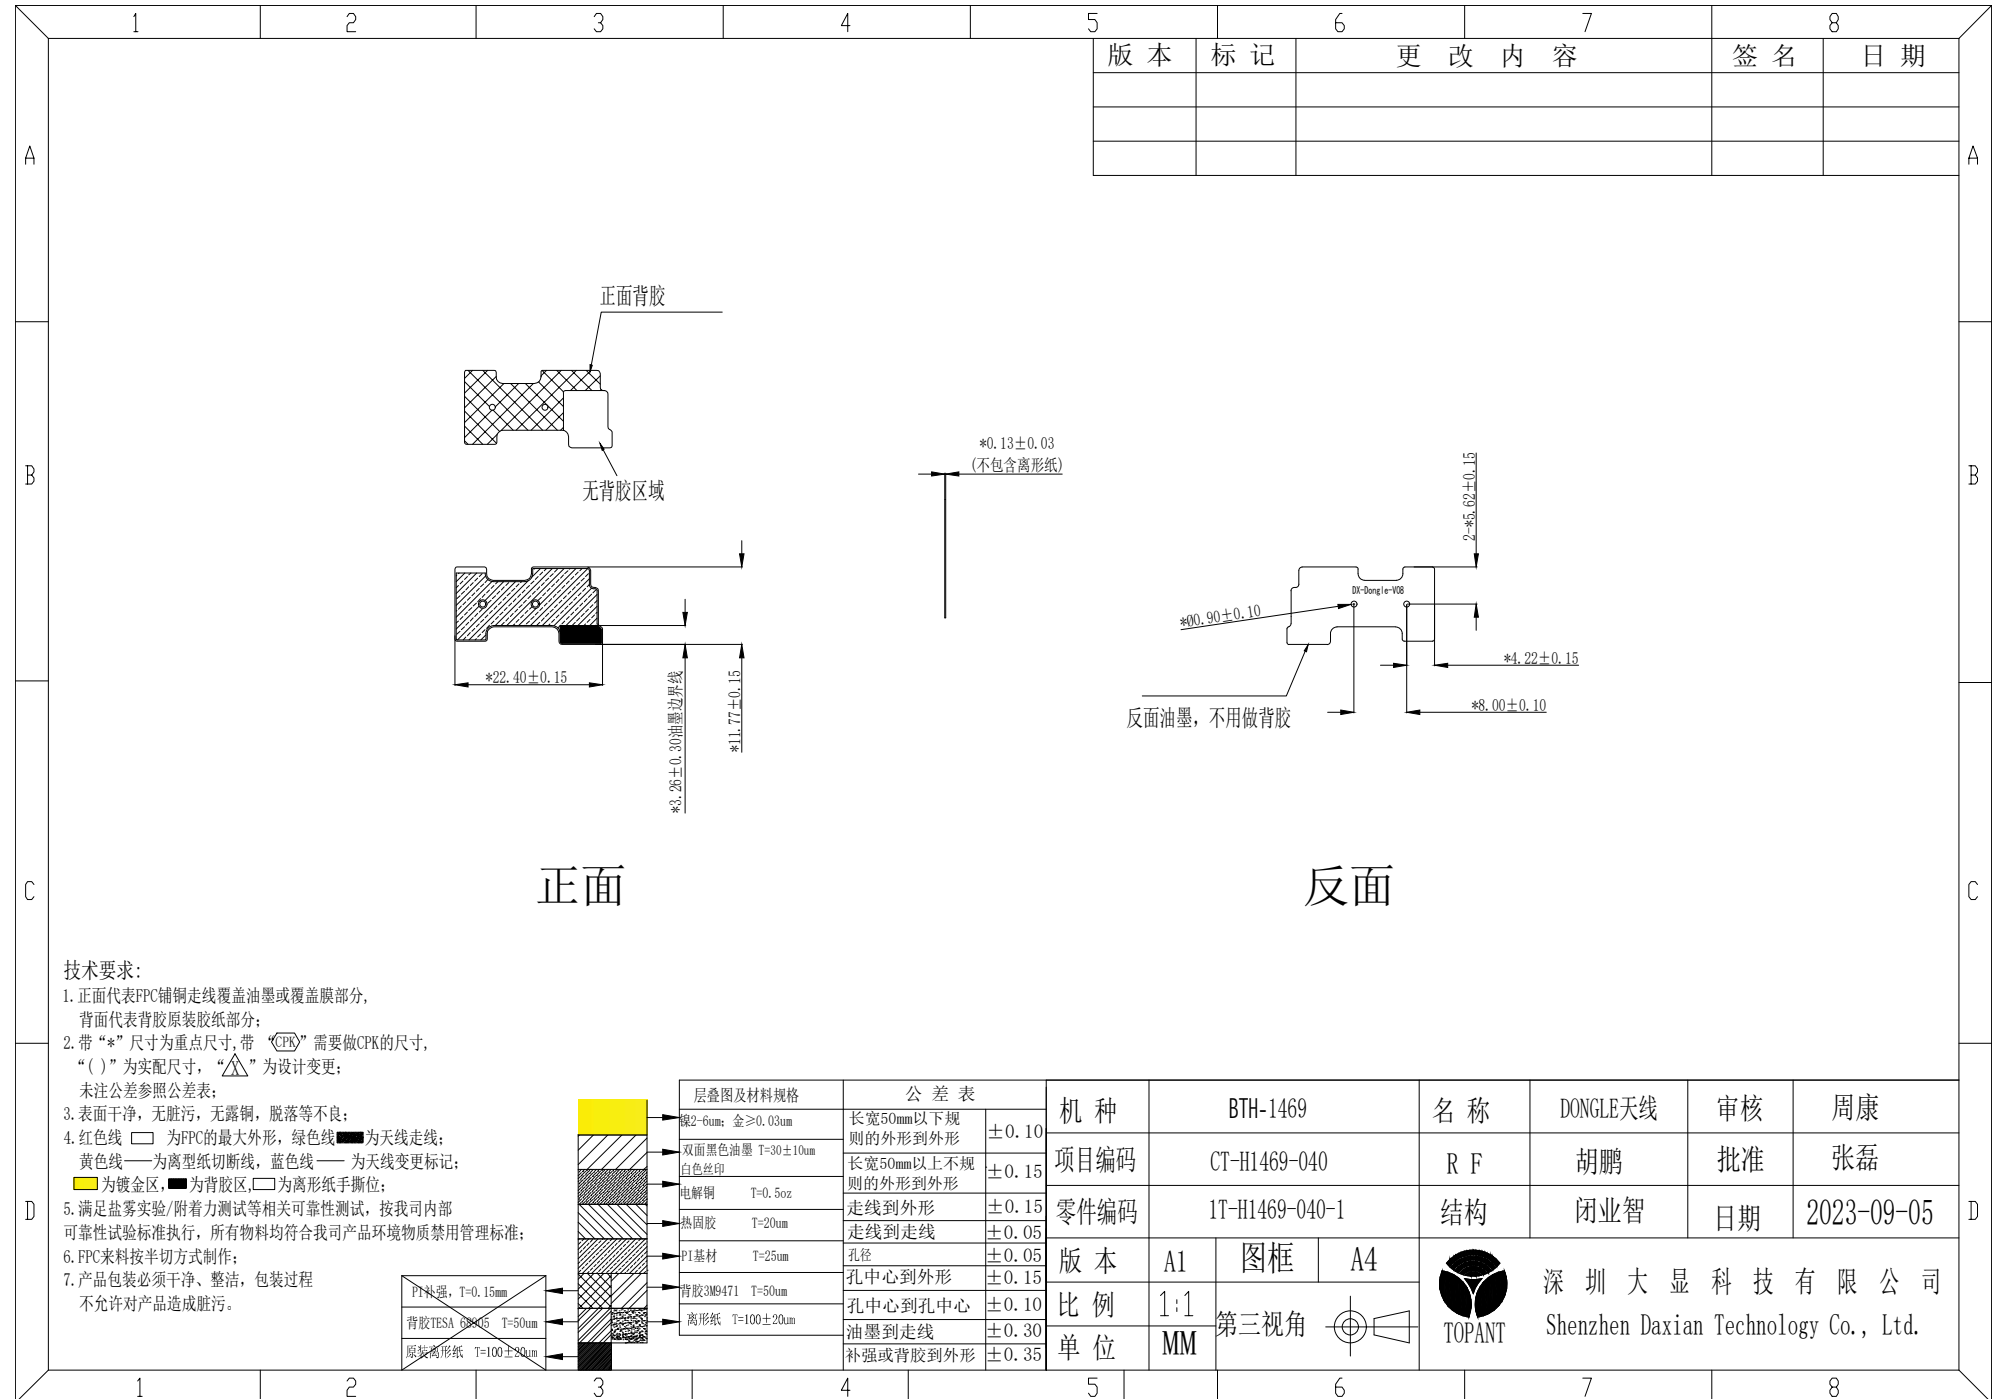 1 2 3 4 5 6 7 8
版本 标记 更改内容 签名 日期
A A
正面背胶
无背胶区域
*0.13±0.03
(不包含离形纸)
B B
2-*5.62±0.15
DX-Dongle-V08
*Ø0.90±0.10
*4.22±0.15
*8.00±0.10
反面油墨，不用做背胶
*22.40±0.15
*3.26±0.30油墨边界线
*11.77±0.15
正面 反面
C C
技术要求:
1.正面代表FPC铺铜走线覆盖油墨或覆盖膜部分，
背面代表背胶原装胶纸部分；
2.带“*”尺寸为重点尺寸,带 “CPK”需要做CPK的尺寸，
“( )”为实配尺寸，“X”为设计变更；
未注公差参照公差表；
3.表面干净，无脏污，无露铜，脱落等不良；
4.红色线 为FPC的最大外形，绿色线 为天线走线；
黄色线——为离型纸切断线，蓝色线—— 为天线变更标记；
为镀金区，为背胶区，为离形纸手撕位；
5.满足盐雾实验/附着力测试等相关可靠性测试，按我司内部
可靠性试验标准执行，所有物料均符合我司产品环境物质禁用管理标准；
6.FPC来料按半切方式制作；
7.产品包装必须干净、整洁，包装过程
不允许对产品造成脏污。
D D
PI补强，T=0.15mm
背胶TESA 68905 T=50um
原装离形纸 T=100±20um
层叠图及材料规格
镍2-6um；金≥0.03um
双面黑色油墨 T=30±10um
白色丝印
电解铜 T=0.5oz
热固胶 T=20um
PI基材 T=25um
背胶3M9471 T=50um
离形纸 T=100±20um
公差表
长宽50mm以下规
则的外形到外形 ±0.10
长宽50mm以上不规
则的外形到外形 ±0.15
走线到外形 ±0.15
走线到走线 ±0.05
孔径 ±0.05
孔中心到外形 ±0.15
孔中心到孔中心 ±0.10
油墨到走线 ±0.30
补强或背胶到外形 ±0.35
机种 BTH-1469 名称 DONGLE天线 审核 周康
项目编码 CT-H1469-040 RF 胡鹏 批准 张磊
零件编码 1T-H1469-040-1 结构 闭业智 日期 2023-09-05
版本 A1 图框 A4
比例 1:1 第三视角
单位 MM
TOPANT
深圳大显科技有限公司
Shenzhen Daxian Technology Co., Ltd.
1 2 3 4 5 6 7 8